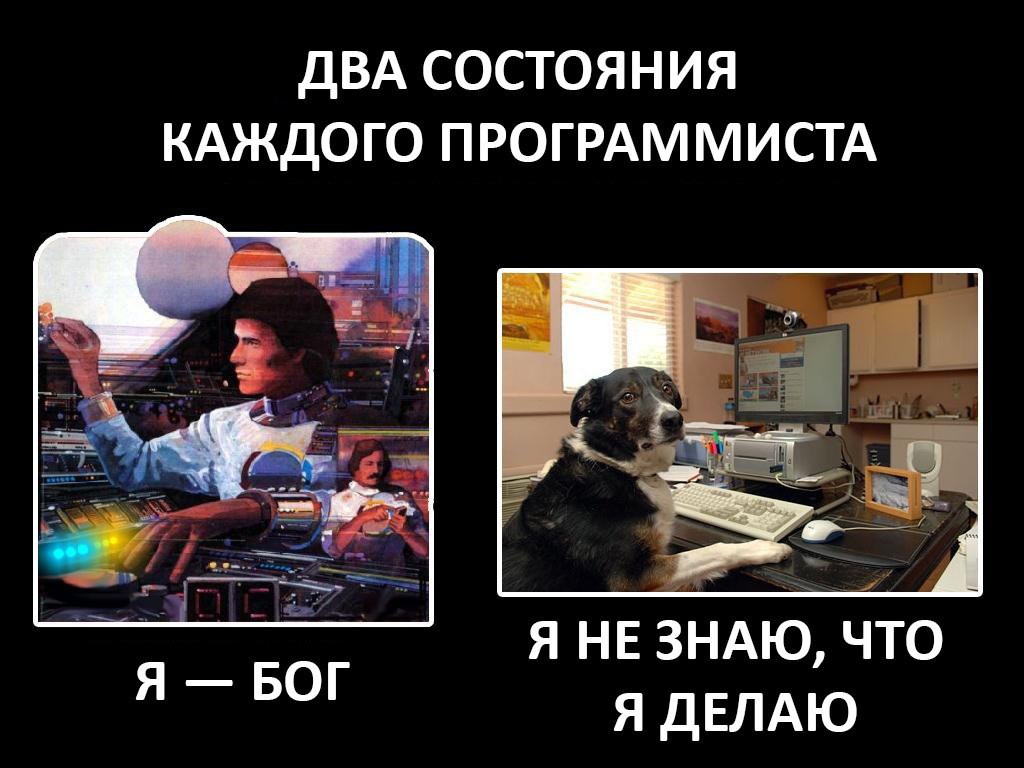 ДВА СОСТОЯНИЯ
КАЖДОГО ПРОГРАММИСТА
Я — БОГ
Я НЕ ЗНАЮ, ЧТО
Я ДЕЛАЮ